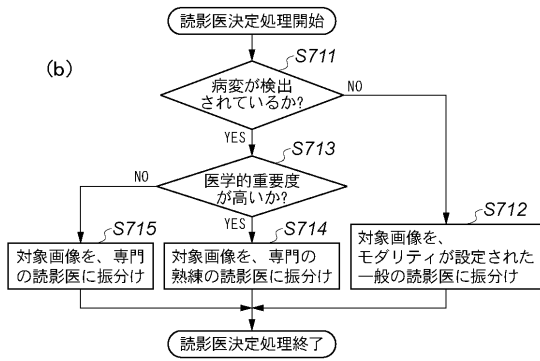 読影医決定処理開始
(b)
S711
病変が検出
されているか?
NO
YES
S713
医学的重要度
が高いか?
NO
YES
S715
対象画像を、専門
の読影医に振分け
S714
対象画像を、専門の
熟練の読影医に振分け
S712
対象画像を、
モダリティが設定された
一般の読影医に振分け
読影医決定処理終了